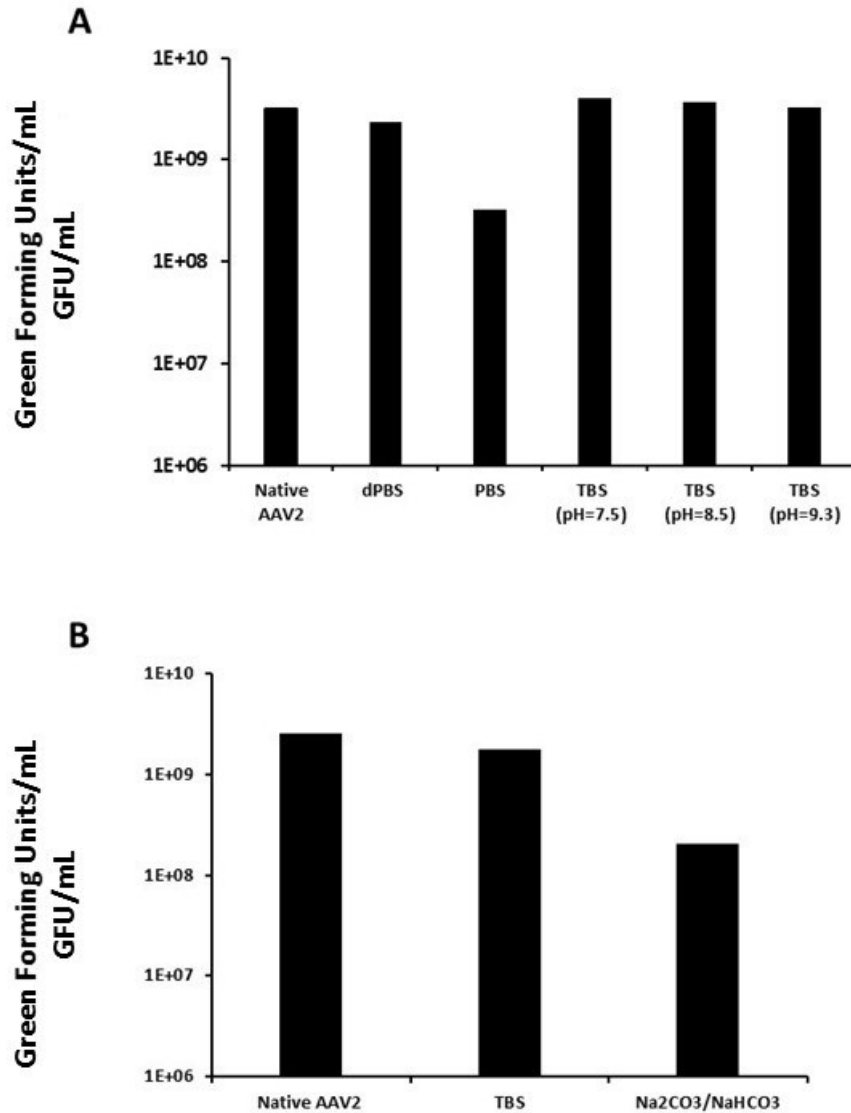 A
Green Forming Units/mL
GFU/mL
1E+10
1E+09
1E+08
1E+07
1E+06
Native
AAV2
dPBS
PBS
TBS
(pH=7.5)
TBS
(pH=8.5)
TBS
(pH=9.3)
B
Green Forming Units/mL
GFU/mL
1E+10
1E+09
1E+08
1E+07
1E+06
Native AAV2
TBS
Na2CO3/NaHCO3